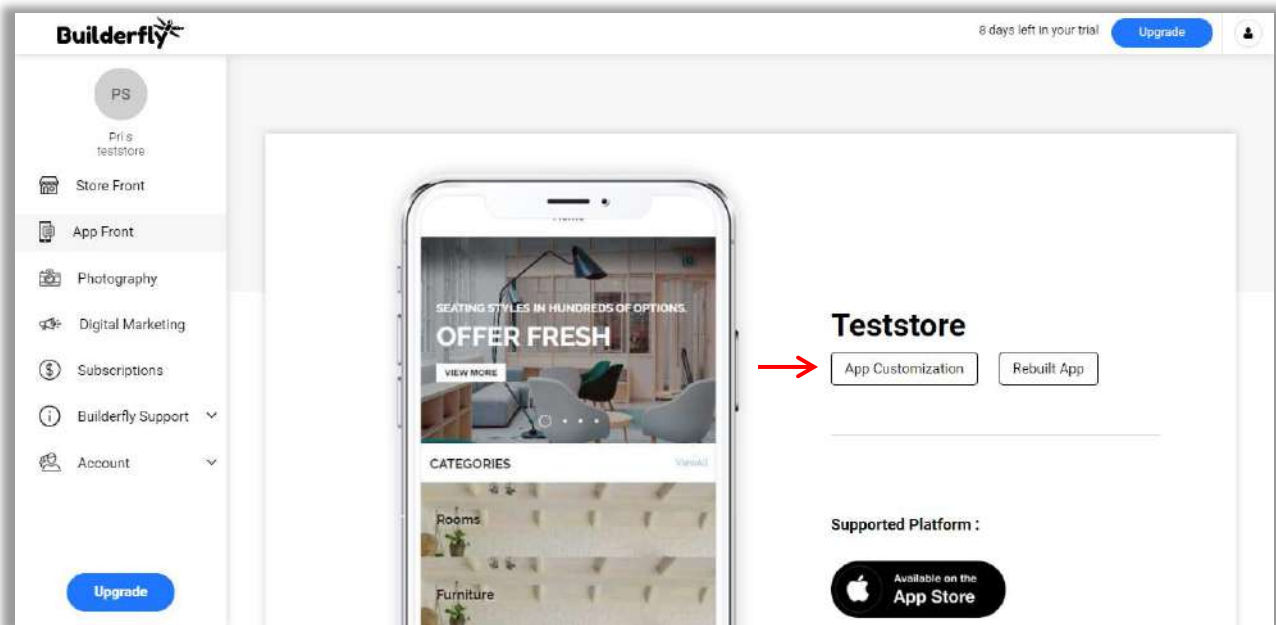 Builderfly
8 days left in your trial
Upgrade
PS
Pri s
teststore
Store Front
App Front
Photography
Digital Marketing
Subscriptions
Builderfly Support
Account
Upgrade
SEATING STYLES IN HUNDREDS OF OPTIONS.
OFFER FRESH
VIEW MORE
CATEGORIES
ViewAll
Rooms
Furniture
Teststore
App Customization
Rebuilt App
Supported Platform :
Available on the
App Store